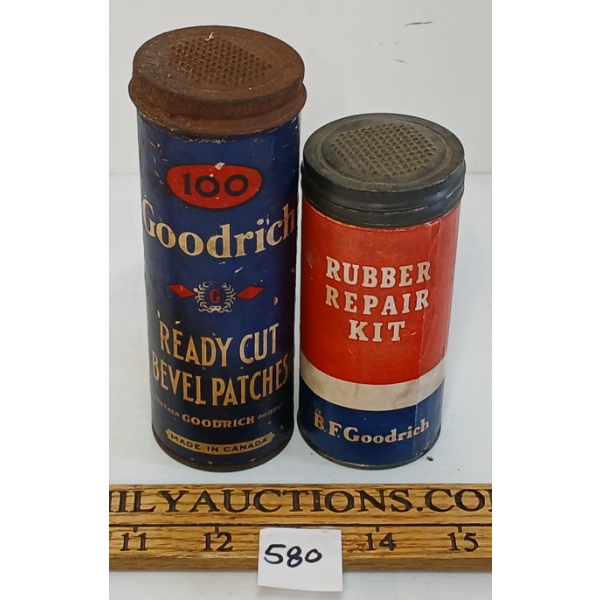 100
Goodrich
G
READY CUT
BEVEL PATCHES
GOODRICH
MADE IN CANADA
RUBBER
REPAIR
KIT
B.F. Goodrich
ILYAUCTIONS.CO
11 12 14 15
580